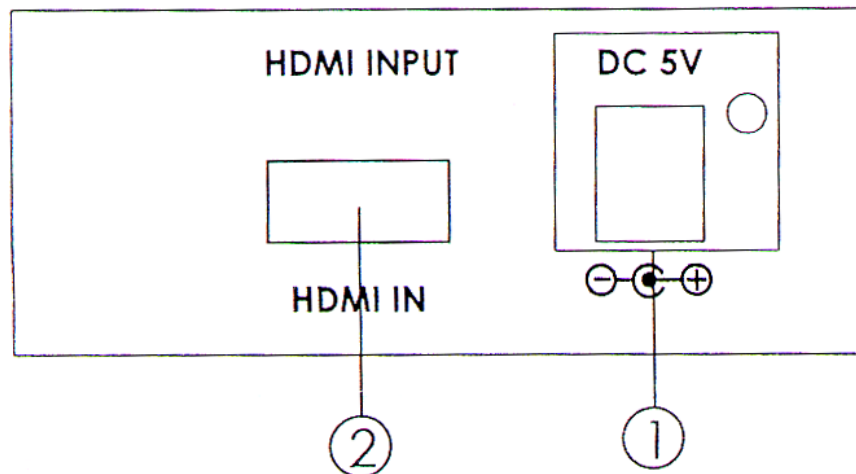 HDMI INPUT
DC 5V
HDMI IN
− +
2
1